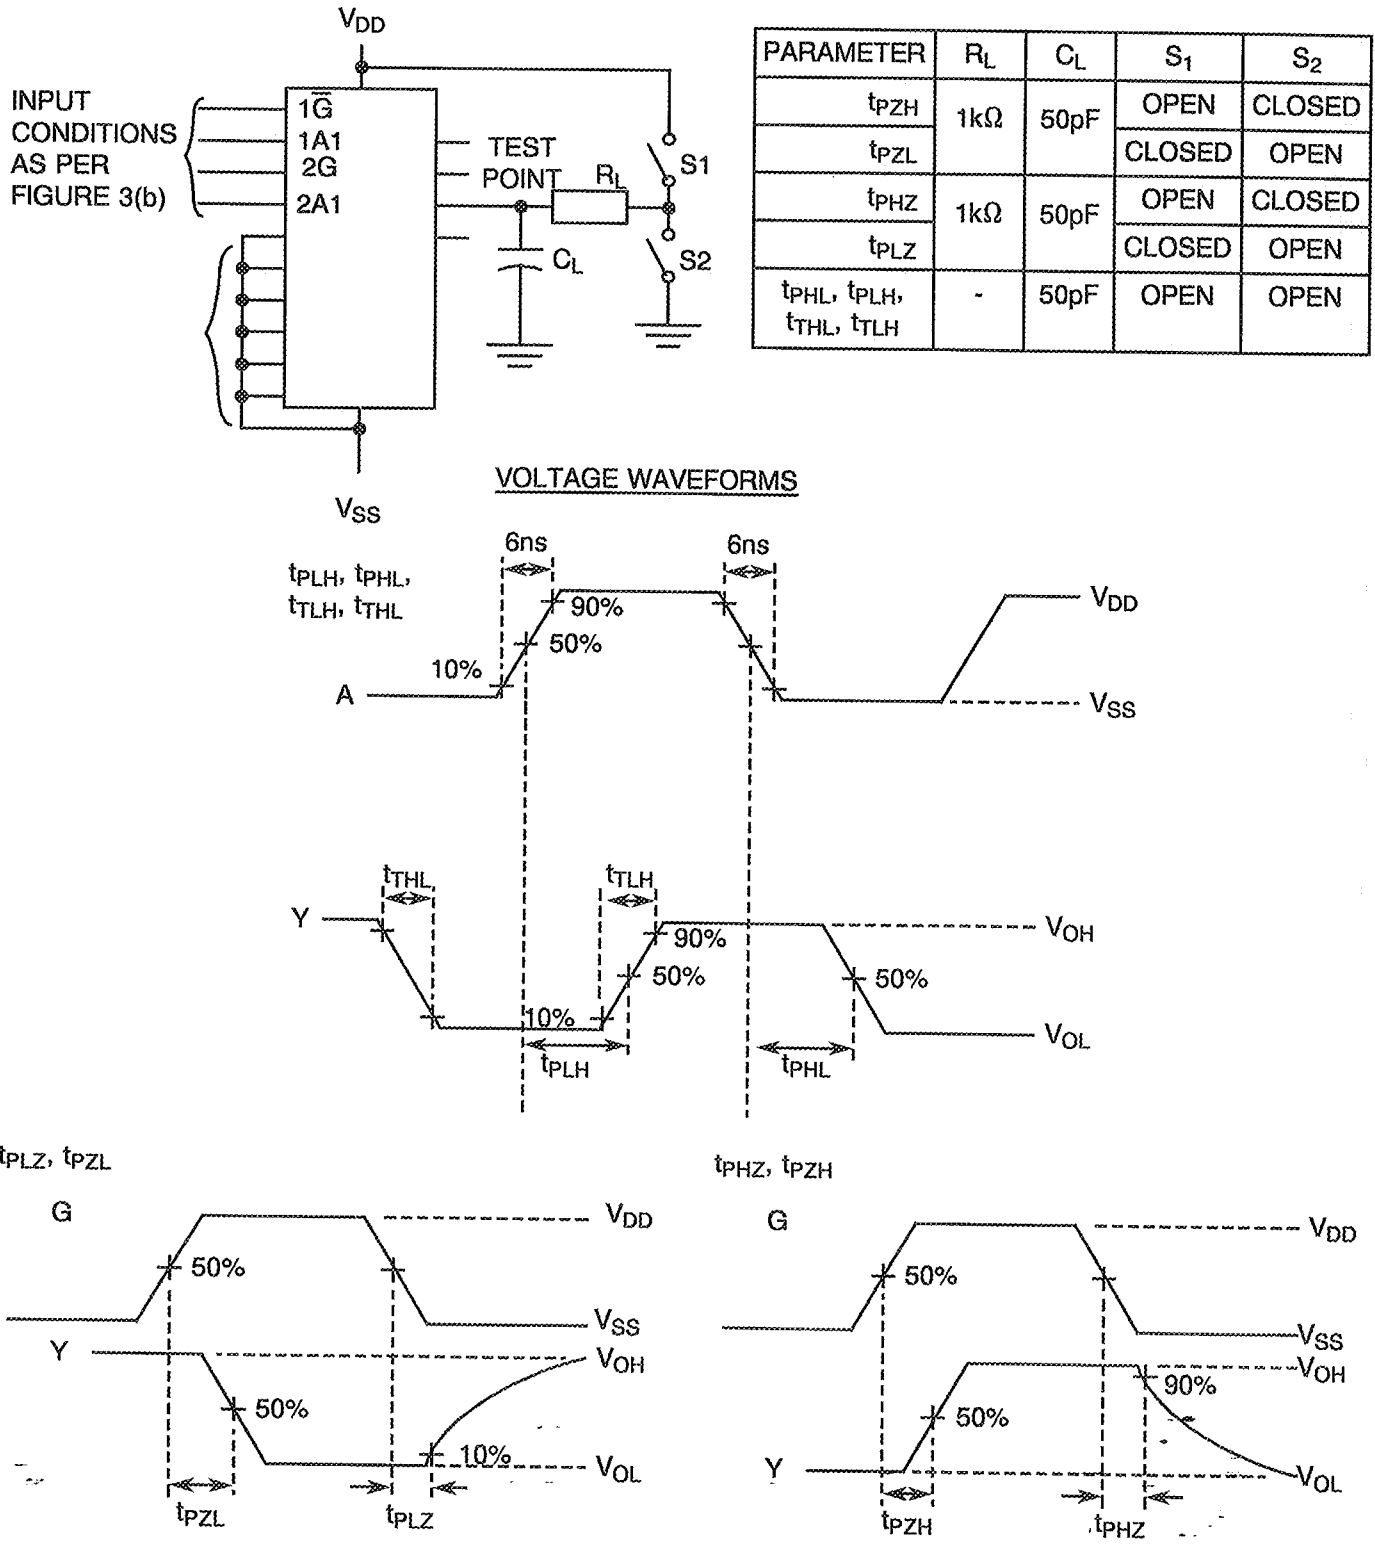 VDD
INPUT
CONDITIONS
AS PER
FIGURE 3(b)
1G̅
1A1
2G
2A1
TEST
POINT
RL
S1
S2
CL
VSS
PARAMETER RL CL S1 S2
tPZH 1kΩ 50pF OPEN CLOSED
tPZL CLOSED OPEN
tPHZ 1kΩ 50pF OPEN CLOSED
tPLZ CLOSED OPEN
tPHL, tPLH, - 50pF OPEN OPEN
tTHL, tTLH
VOLTAGE WAVEFORMS
tPLH, tPHL,
tTLH, tTHL
6ns 6ns
90% VDD
50%
10%
A VSS
tTHL tTLH
Y VOH
90%
50% 50%
10% VOL
tPLH tPHL
tPLZ, tPZL
G VDD
50%
VSS
Y VOH
50%
10% VOL
tPZL tPLZ
tPHZ, tPZH
G VDD
50%
VSS
VOH
90%
50%
Y VOL
tPZH tPHZ